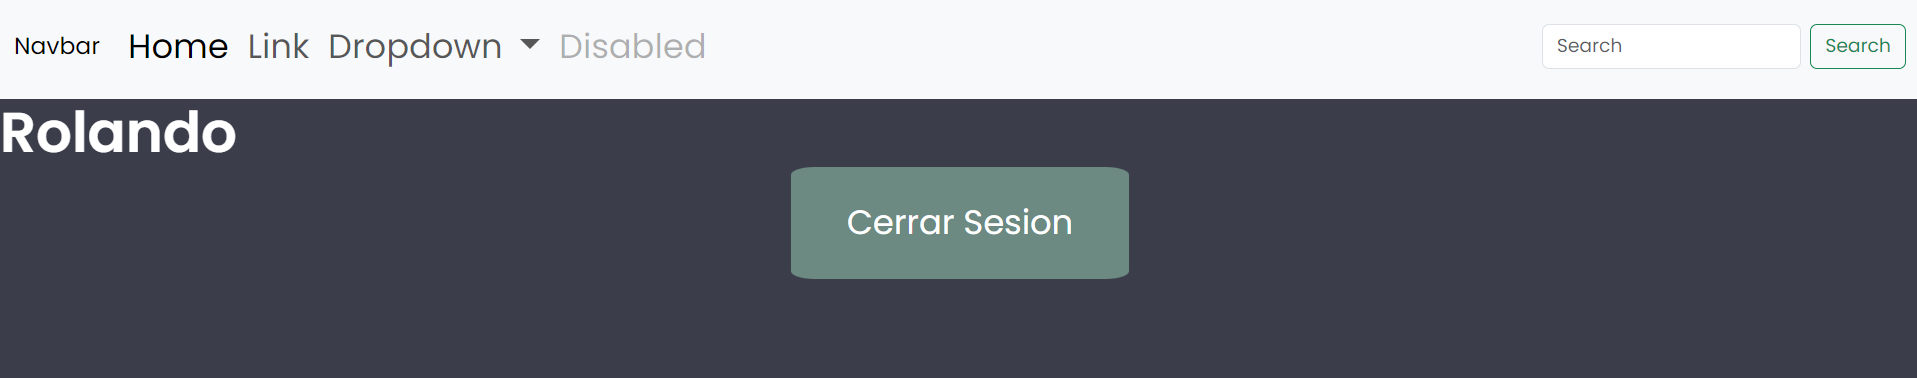 Navbar Home Link Dropdown Disabled Search Search
Rolando
Cerrar Sesion